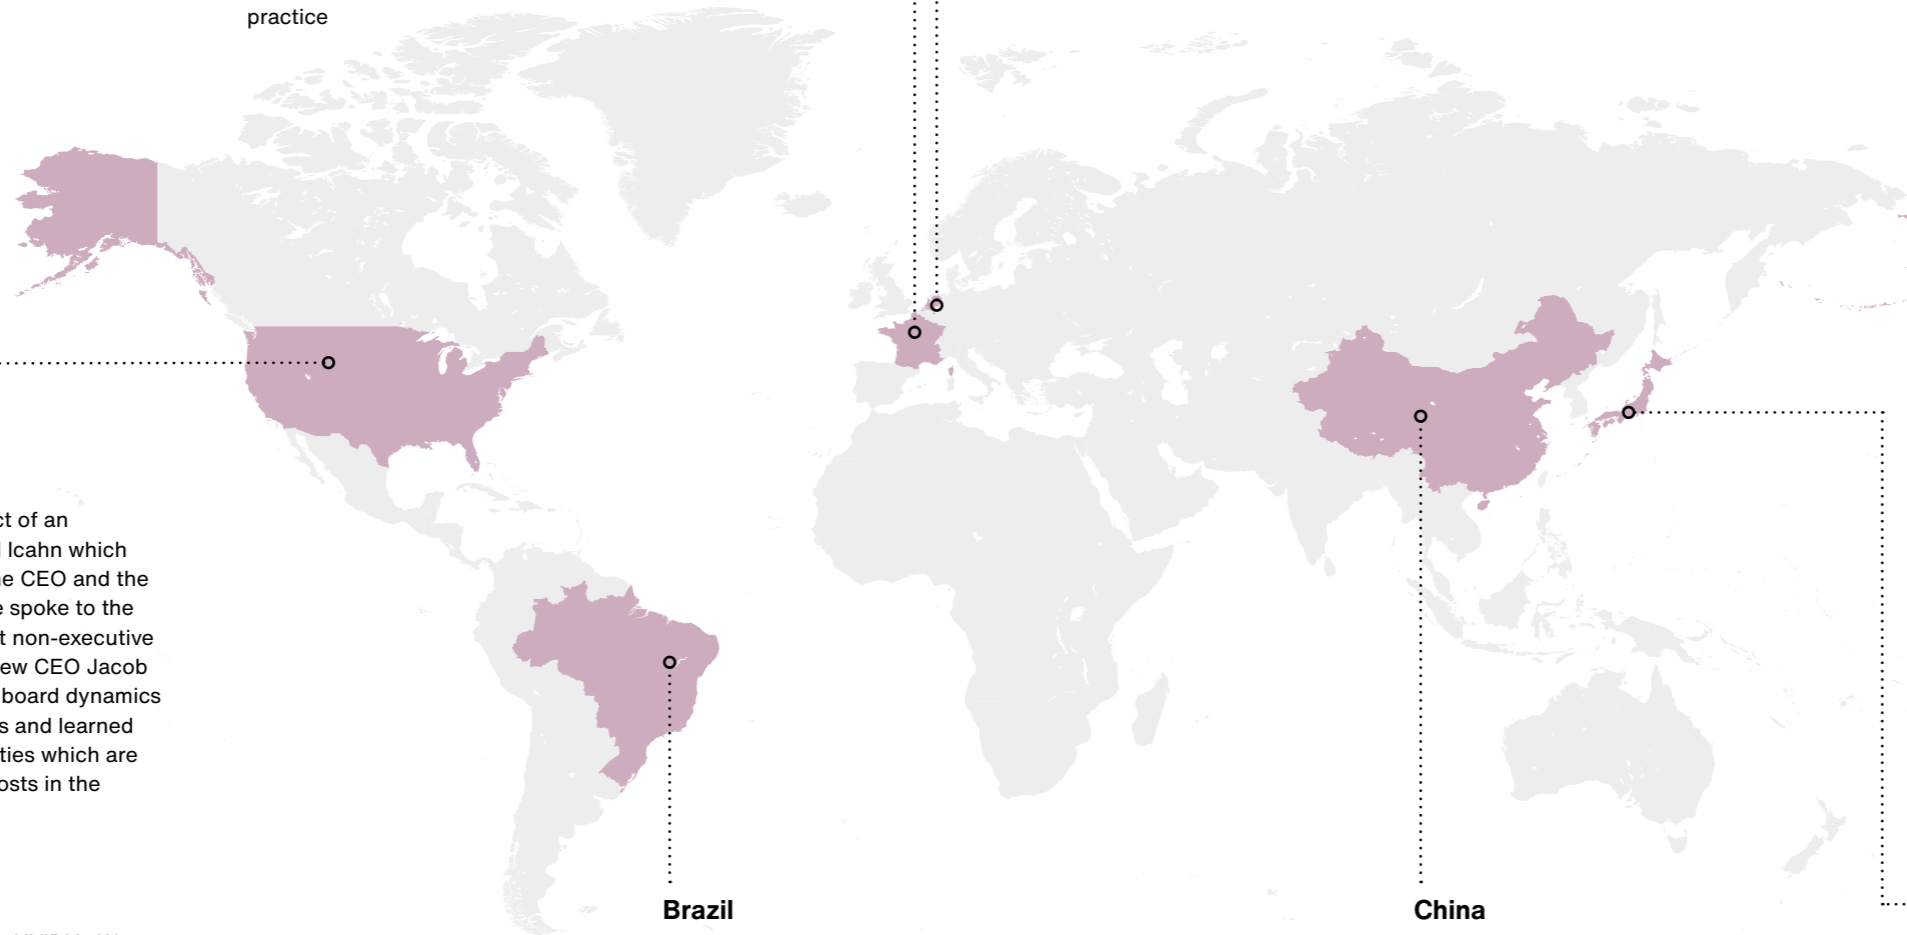 practice
ct of an
Icahn which
e CEO and the
e spoke to the
t non-executive
ew CEO Jacob
board dynamics
s and learned
ties which are
osts in the
Brazil
China